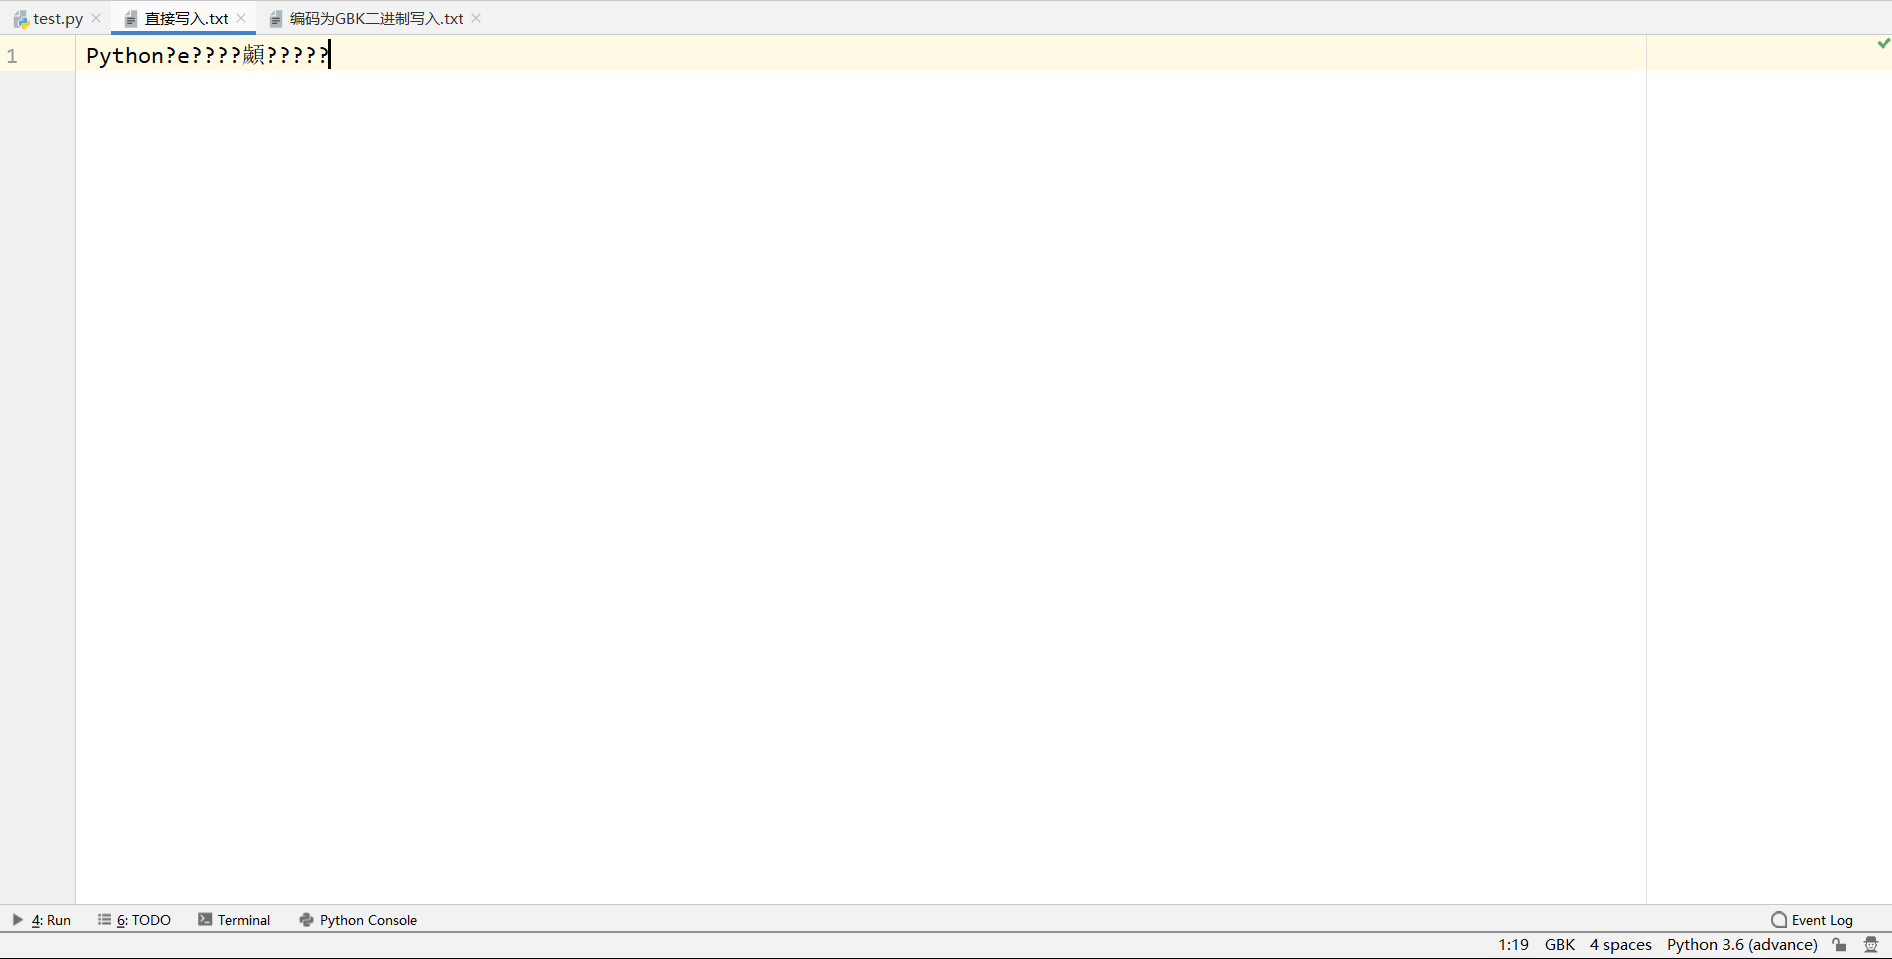 test.py 直接写入.txt 编码为GBK二进制写入.txt
1 Python?e????顢?????
4: Run 6: TODO Terminal Python Console Event Log
1:19 GBK 4 spaces Python 3.6 (advance)